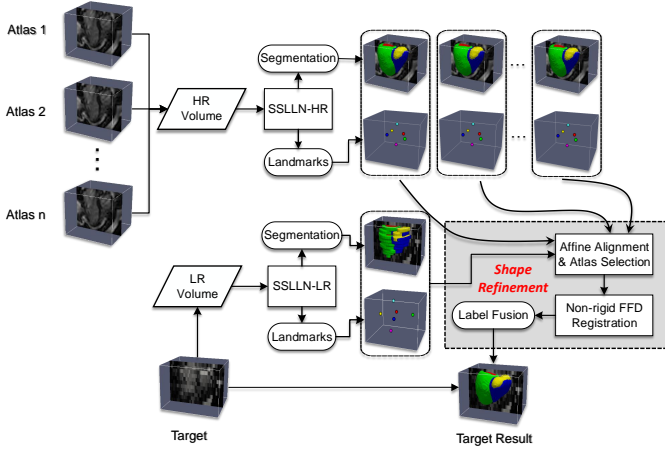 Atlas 1
Atlas 2
Atlas n
HR
Volume
Segmentation
SSLLN-HR
Landmarks
...
...
LR
Volume
Segmentation
SSLLN-LR
Landmarks
Shape
Refinement
Affine Alignment
& Atlas Selection
Non-rigid FFD
Registration
Label Fusion
Target
Target Result